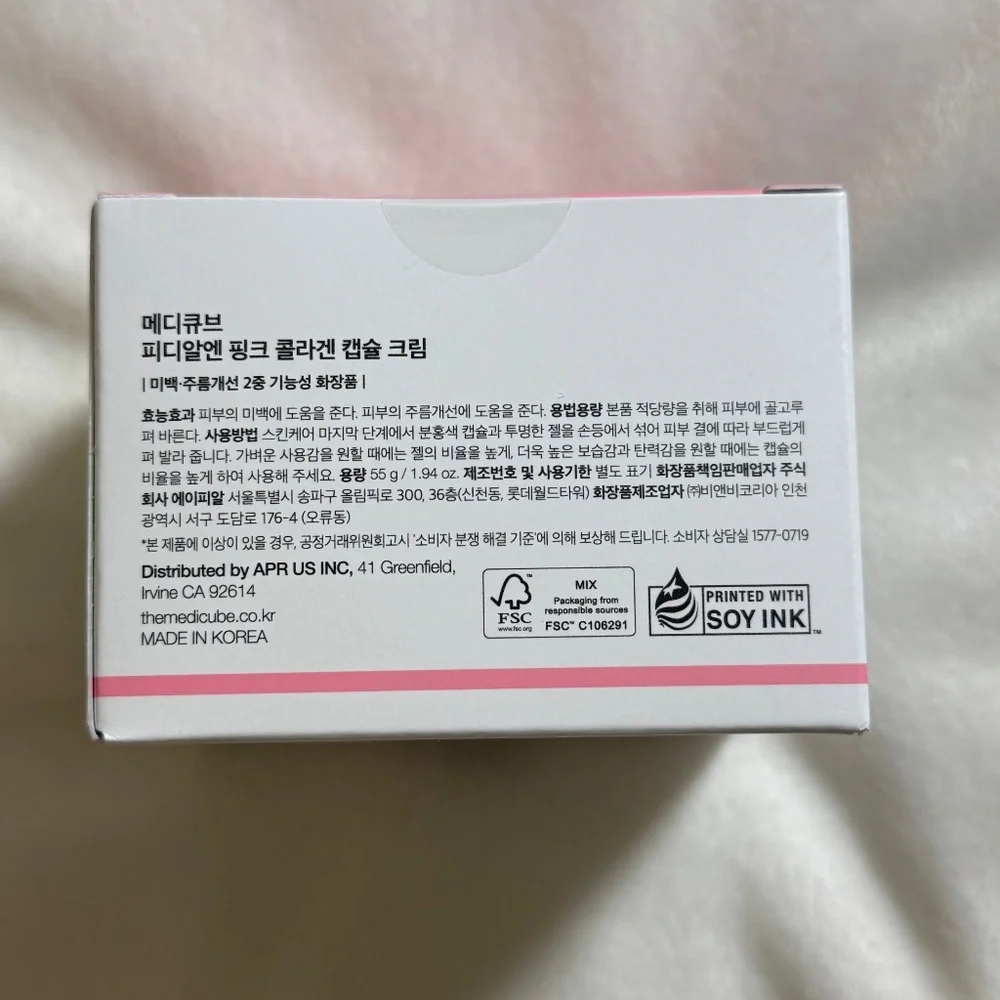 메디큐브
피디알엔 핑크 콜라겐 캡슐 크림
| 미백·주름개선 2중 기능성 화장품 |
효능효과 피부의 미백에 도움을 준다. 피부의 주름개선에 도움을 준다. 용법용량 본품 적당량을 취해 피부에 골고루
펴 바른다. 사용방법 스킨케어 마지막 단계에서 분홍색 캡슐과 투명한 젤을 손등에서 섞어 피부 결에 따라 부드럽게
펴 발라 줍니다. 가벼운 사용감을 원할 때에는 젤의 비율을 높게, 더욱 높은 보습감과 탄력감을 원할 때에는 캡슐의
비율을 높게 하여 사용해 주세요. 용량 55 g / 1.94 oz. 제조번호 및 사용기한 별도 표기 화장품책임판매업자 주식
회사 에이피알 서울특별시 송파구 올림픽로 300, 36층(신천동, 롯데월드타워) 화장품제조업자 ㈜비앤비코리아 인천
광역시 서구 도담로 176-4 (오류동)
*본 제품에 이상이 있을 경우, 공정거래위원회고시 '소비자 분쟁 해결 기준'에 의해 보상해 드립니다. 소비자 상담실 1577-0719
Distributed by APR US INC, 41 Greenfield,
Irvine CA 92614
themedicube.co.kr
MADE IN KOREA
FSC
www.fsc.org
MIX
Packaging from
responsible sources
FSC™ C106291
PRINTED WITH
SOY INK™